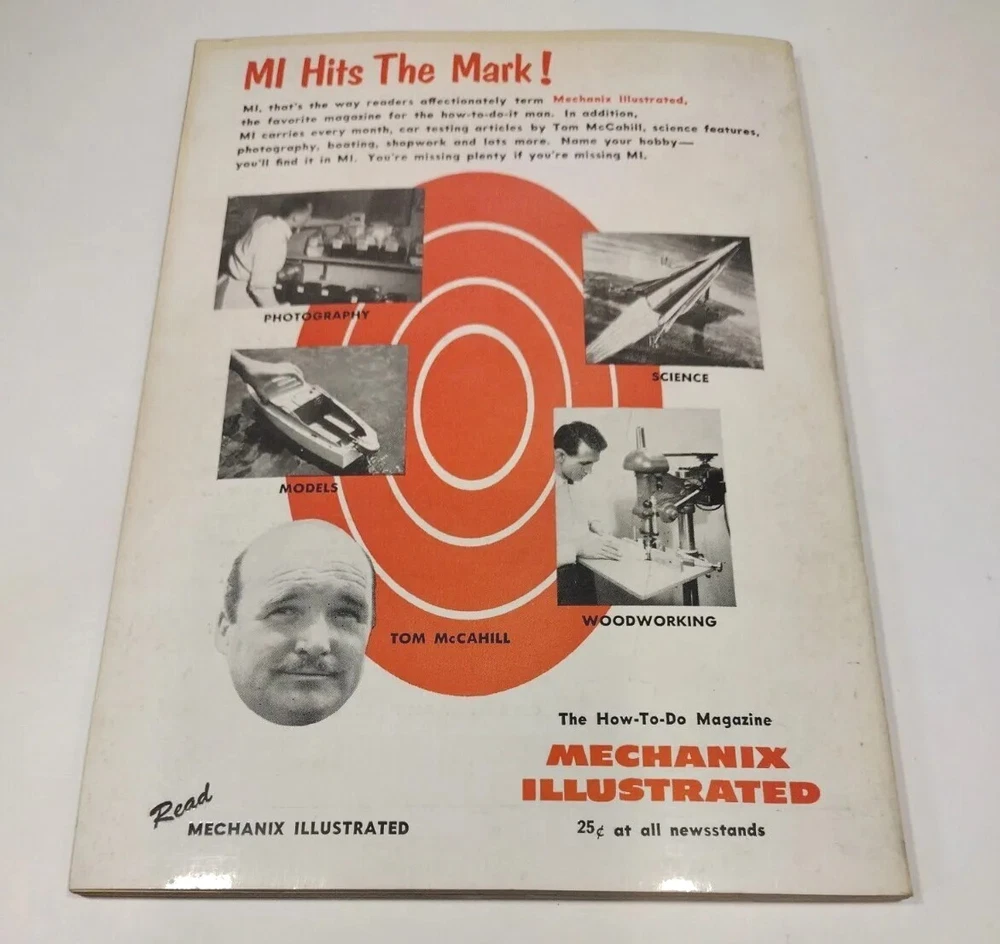 MI Hits The Mark!
MI, that's the way readers affectionately term Mechanix Illustrated,
the favorite magazine for the how-to-do-it man. In addition,
MI carries every month, car testing articles by Tom McCahill, science features,
photography, boating, shopwork and lots more. Name your hobby—
you'll find it in MI. You're missing plenty if you're missing MI.
PHOTOGRAPHY
SCIENCE
MODELS
WOODWORKING
TOM McCAHILL
The How-To-Do Magazine
MECHANIX
ILLUSTRATED
25¢ at all newsstands
Read
MECHANIX ILLUSTRATED